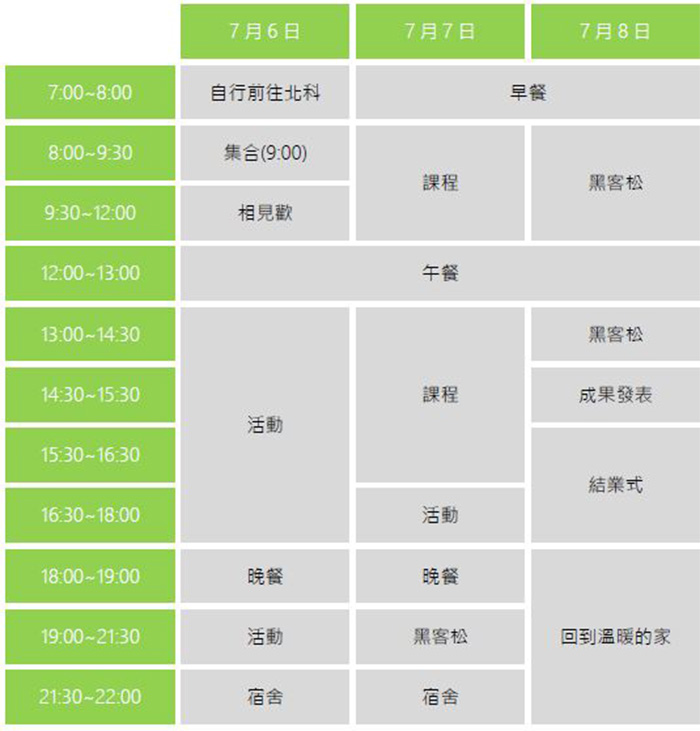 7月6日 7月7日 7月8日
7:00~8:00 自行前往北科 早餐
8:00~9:30 集合(9:00)
課程 黑客松
9:30~12:00 相見歡
12:00~13:00 午餐
13:00~14:30 黑客松
14:30~15:30 課程 成果發表
活動
15:30~16:30
結業式
16:30~18:00 活動
18:00~19:00 晚餐 晚餐
19:00~21:30 活動 黑客松 回到溫暖的家
21:30~22:00 宿舍 宿舍